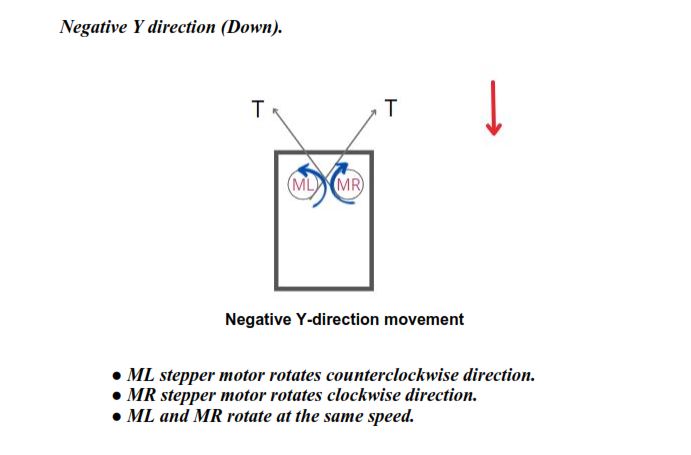 Negative Y direction (Down).
T T
ML MR
Negative Y-direction movement
● ML stepper motor rotates counterclockwise direction.
● MR stepper motor rotates clockwise direction.
● ML and MR rotate at the same speed.